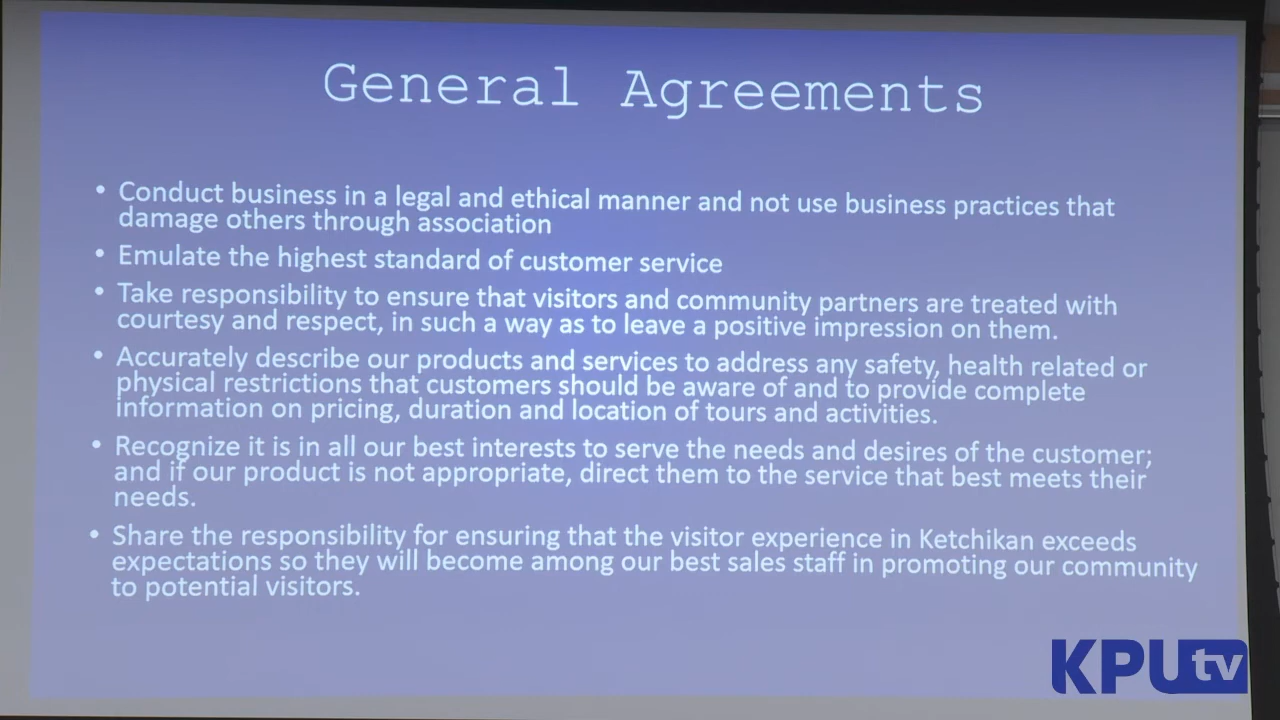 General Agreements
• Conduct business in a legal and ethical manner and not use business practices that
damage others through association
• Emulate the highest standard of customer service
• Take responsibility to ensure that visitors and community partners are treated with
courtesy and respect, in such a way as to leave a positive impression on them.
• Accurately describe our products and services to address any safety, health related or
physical restrictions that customers should be aware of and to provide complete
information on pricing, duration and location of tours and activities.
• Recognize it is in all our best interests to serve the needs and desires of the customer;
and if our product is not appropriate, direct them to the service that best meets their
needs.
• Share the responsibility for ensuring that the visitor experience in Ketchikan exceeds
expectations so they will become among our best sales staff in promoting our community
to potential visitors.
KPUtv